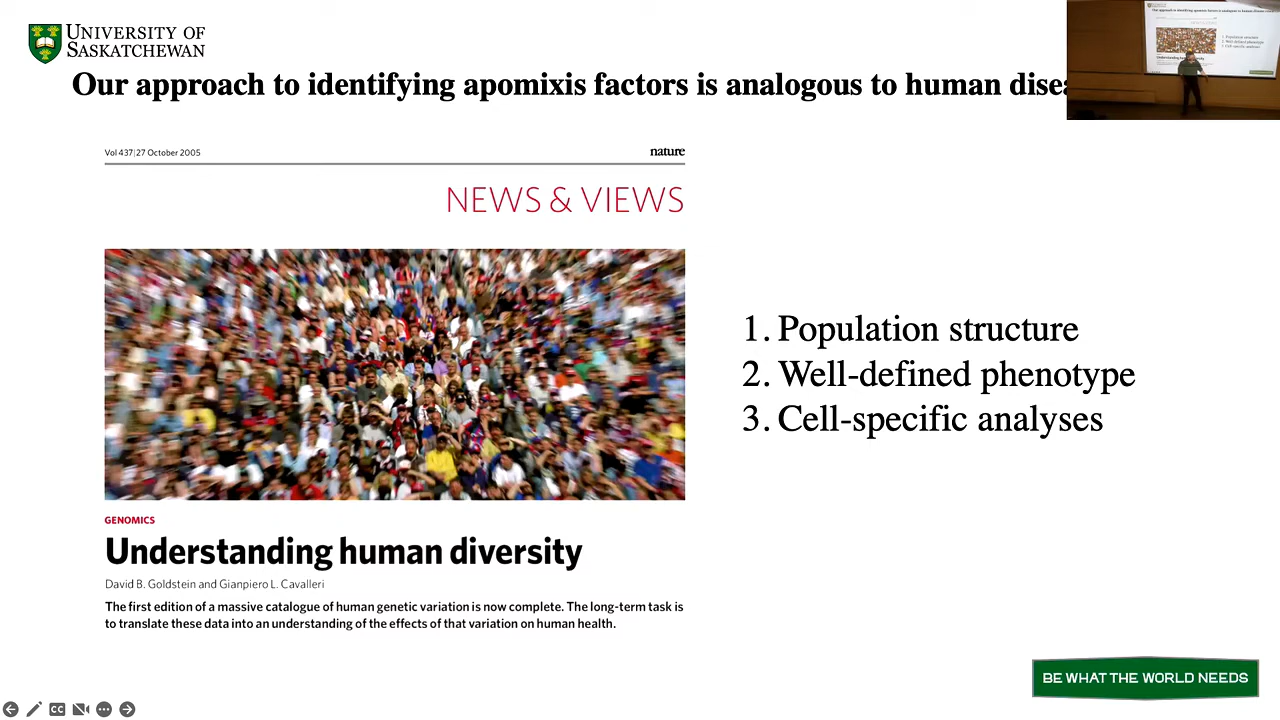 UNIVERSITY OF
SASKATCHEWAN
Our approach to identifying apomixis factors is analogous to human
Vol 437|27 October 2005
nature
NEWS & VIEWS
1. Population structure
2. Well-defined phenotype
3. Cell-specific analyses
GENOMICS
Understanding human diversity
David B. Goldstein and Gianpiero L. Cavalleri
The first edition of a massive catalogue of human genetic variation is now complete. The long-term task is
to translate these data into an understanding of the effects of that variation on human health.
BE WHAT THE WORLD NEEDS
CC